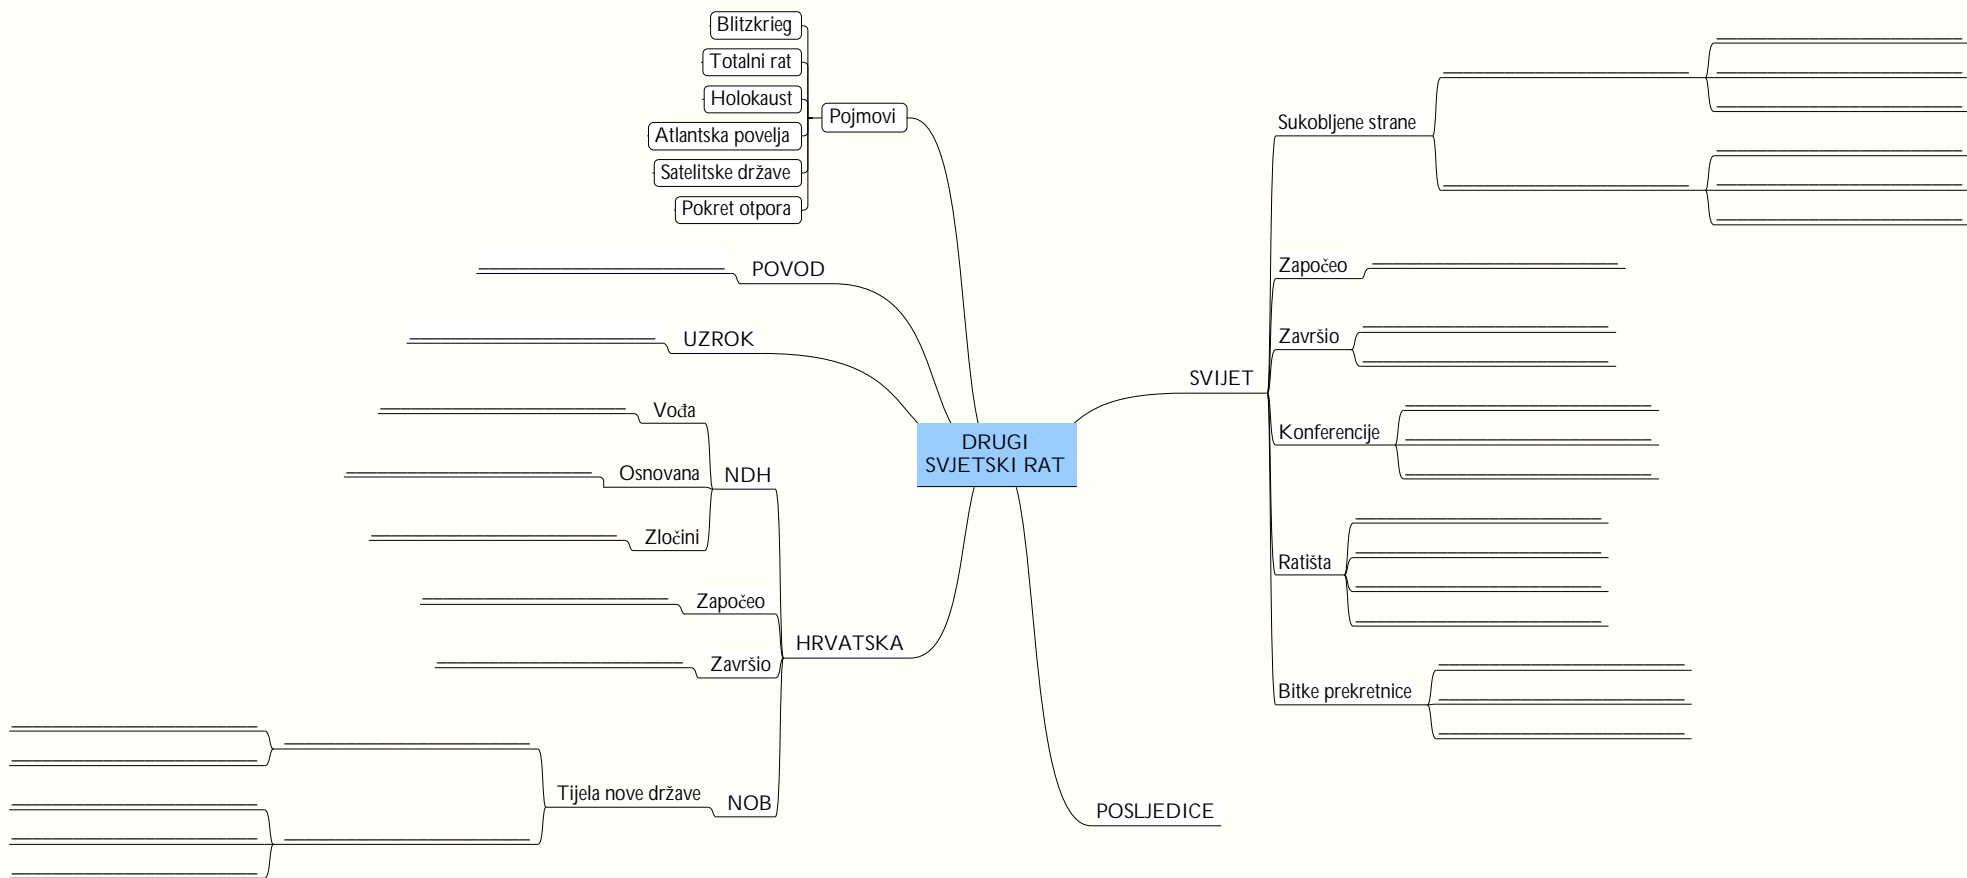 Blitzkrieg
Totalni rat
Holokaust
Atlantska povelja
Satelitske države
Pokret otpora
Pojmovi
POVOD
UZROK
Vođa
Osnovana
Zločini
NDH
Započeo
Završio
HRVATSKA
Tijela nove države
NOB
DRUGI
SVJETSKI RAT
SVIJET
Sukobljene strane
Započeo
Završio
Konferencije
Ratišta
Bitke prekretnice
POSLJEDICE